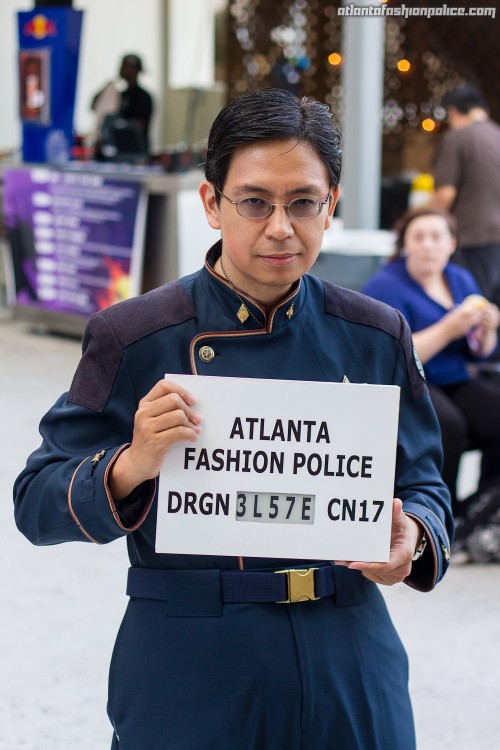 atlantafashionpolice.com
ATLANTA
FASHION POLICE
DRGN 3L57E CN17